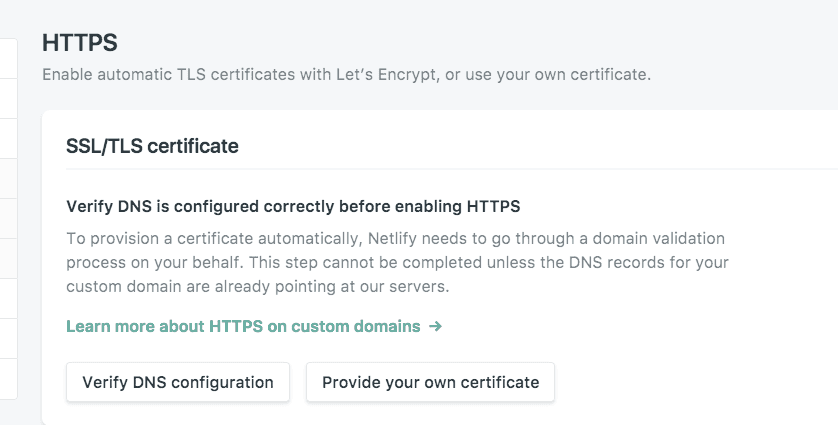 HTTPS
Enable automatic TLS certificates with Let’s Encrypt, or use your own certificate.
SSL/TLS certificate
Verify DNS is configured correctly before enabling HTTPS
To provision a certificate automatically, Netlify needs to go through a domain validation
process on your behalf. This step cannot be completed unless the DNS records for your
custom domain are already pointing at our servers.
Learn more about HTTPS on custom domains →
Verify DNS configuration
Provide your own certificate